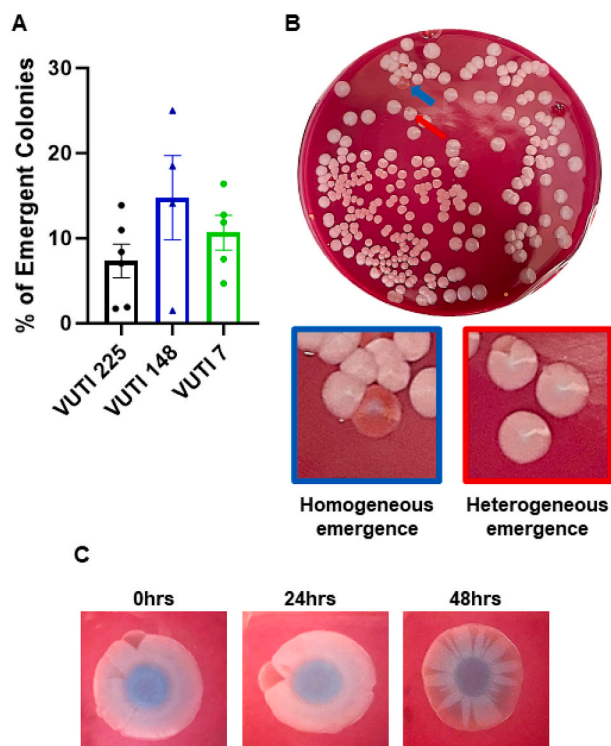 A
% of Emergent Colonies
30
20
10
0
VUTI 225
VUTI 148
VUTI 7
B
Homogeneous
emergence
Heterogeneous
emergence
C
0hrs
24hrs
48hrs